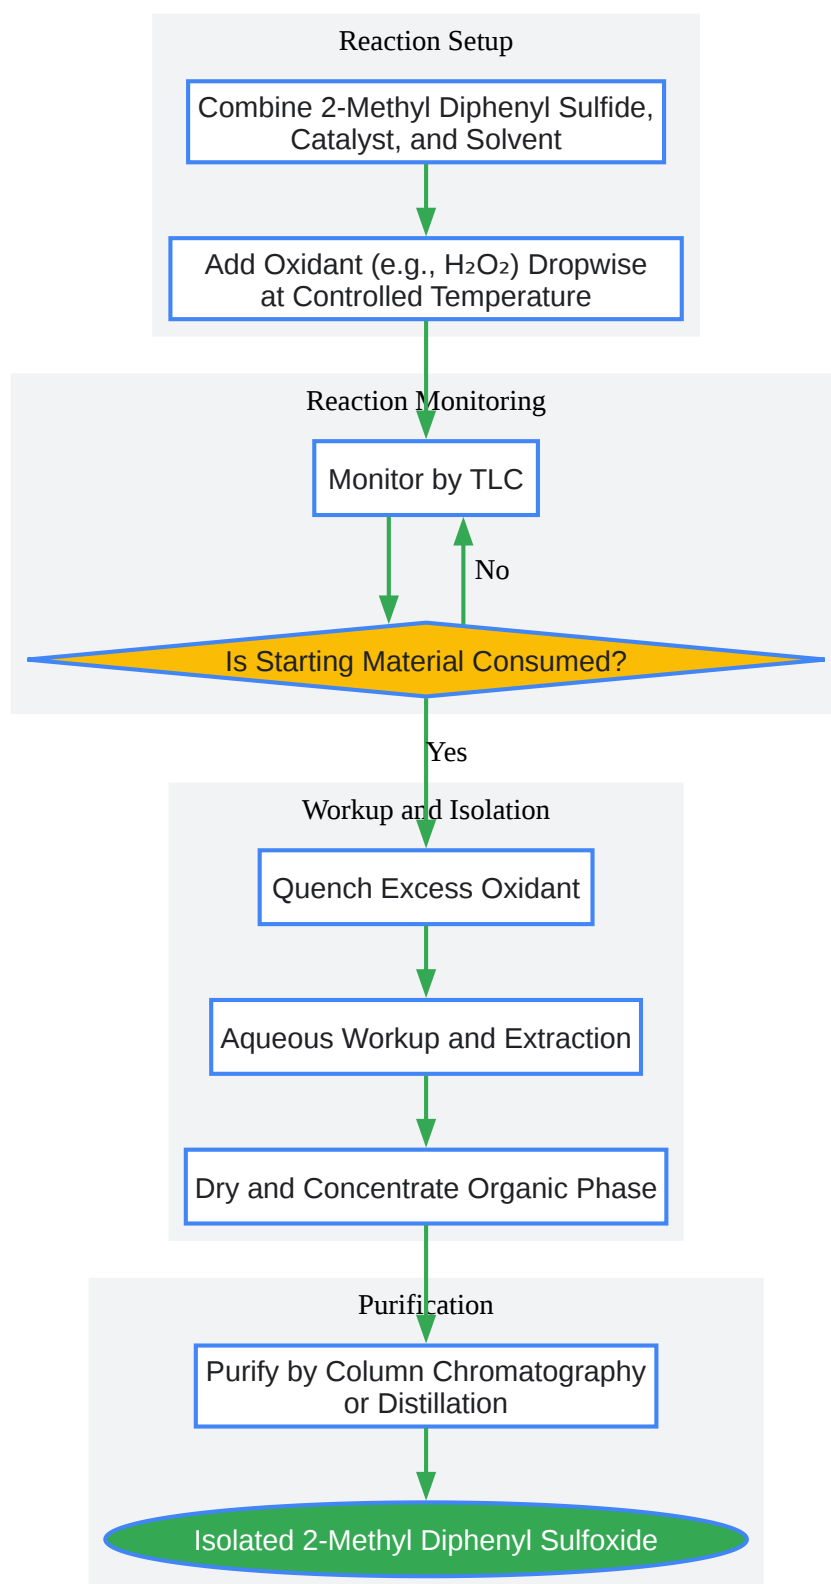 Reaction Setup
Combine 2-Methyl Diphenyl Sulfide,
Catalyst, and Solvent
Add Oxidant (e.g., H₂O₂) Dropwise
at Controlled Temperature
Reaction Monitoring
Monitor by TLC
No
Is Starting Material Consumed?
Yes
Workup and Isolation
Quench Excess Oxidant
Aqueous Workup and Extraction
Dry and Concentrate Organic Phase
Purification
Purify by Column Chromatography
or Distillation
Isolated 2-Methyl Diphenyl Sulfoxide